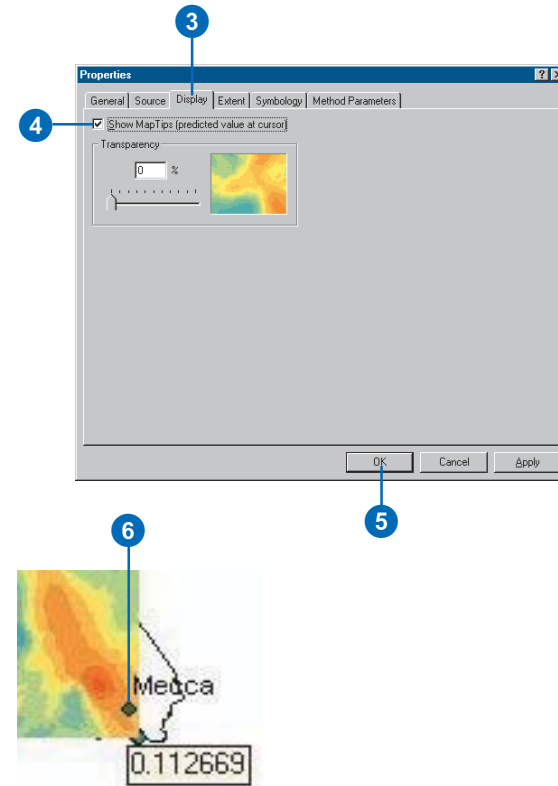 3
Properties
General Source Display Extent Symbology Method Parameters
4
Show MapTips (predicted value at cursor)
Transparency
0 %
OK Cancel Apply
5
6
Mecca
0.112669